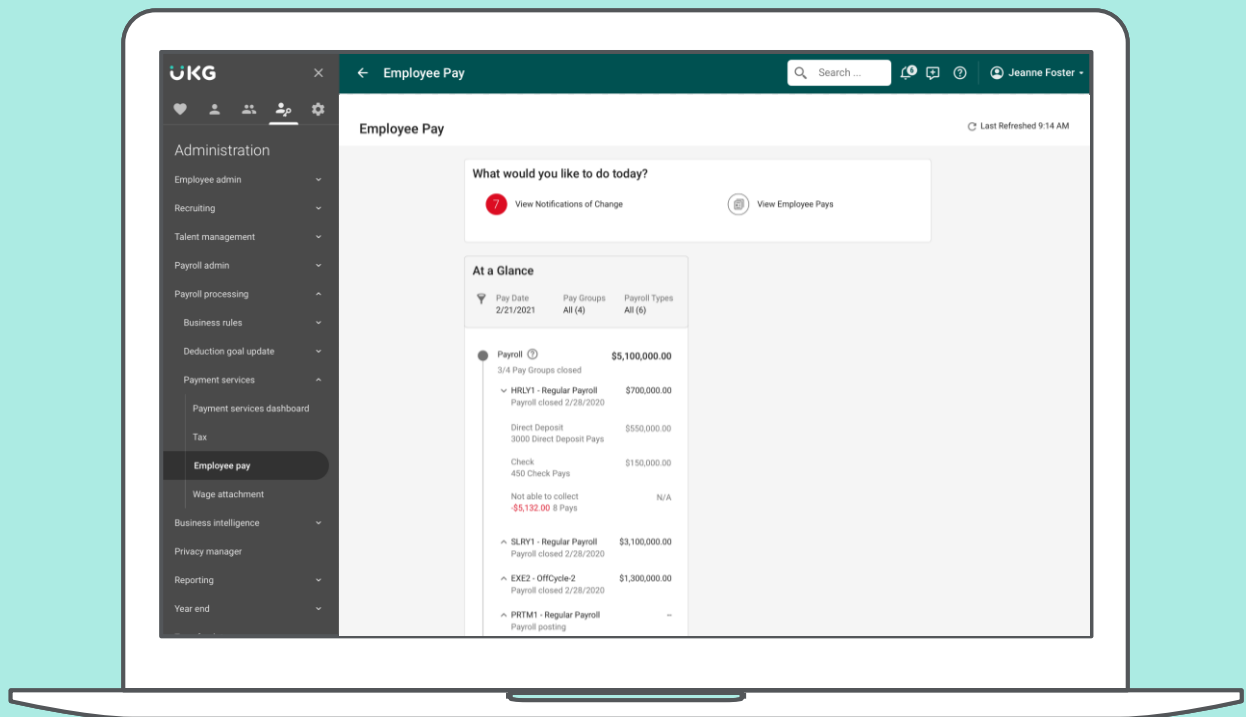 UKG
Administration
Employee admin
Recruiting
Talent management
Payroll admin
Payroll processing
Business rules
Deduction goal update
Payment services
Payment services dashboard
Tax
Employee pay
Wage attachment
Business intelligence
Privacy manager
Reporting
Year end
Employee Pay
Search ...
6
Jeanne Foster
Employee Pay
Last Refreshed 9:14 AM
What would you like to do today?
7 View Notifications of Change
View Employee Pays
At a Glance
Pay Date Pay Groups Payroll Types
2/21/2021 All (4) All (6)
Payroll ? $5,100,000.00
3/4 Pay Groups closed
HRLY1 - Regular Payroll $700,000.00
Payroll closed 2/28/2020
Direct Deposit $550,000.00
3000 Direct Deposit Pays
Check $150,000.00
450 Check Pays
Not able to collect N/A
-$5,132.00 8 Pays
SLRY1 - Regular Payroll $3,100,000.00
Payroll closed 2/28/2020
EXE2 - OffCycle-2 $1,300,000.00
Payroll closed 2/28/2020
PRTM1 - Regular Payroll –
Payroll posting